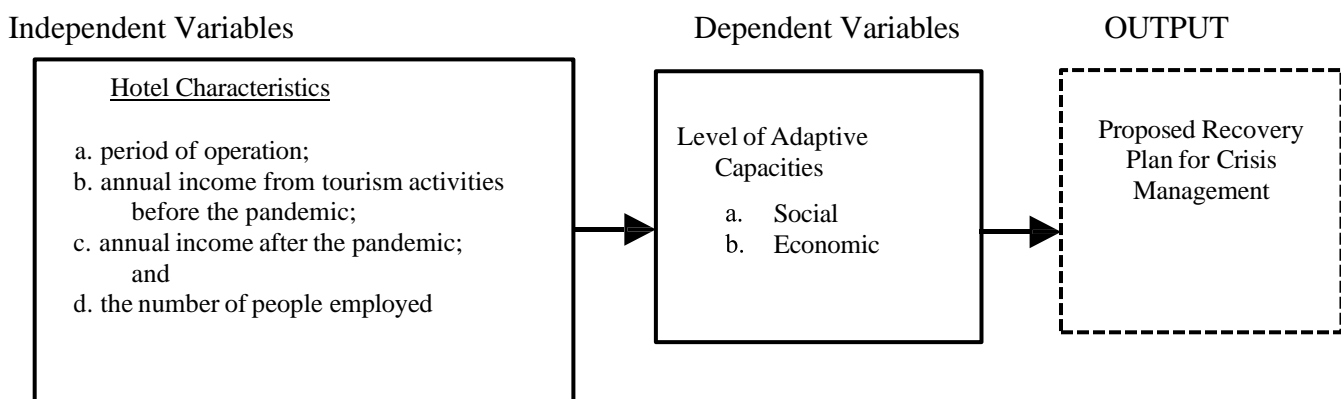 Independent Variables
Dependent Variables
OUTPUT
Hotel Characteristics
a. period of operation;
b. annual income from tourism activities
before the pandemic;
c. annual income after the pandemic;
and
d. the number of people employed
Level of Adaptive
Capacities
a. Social
b. Economic
Proposed Recovery
Plan for Crisis
Management